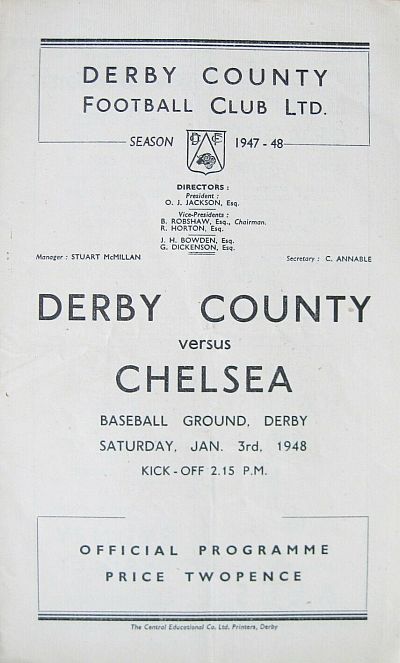 DERBY COUNTY
FOOTBALL CLUB LTD.
SEASON 1947-48
DCFC
DIRECTORS :
President :
O. J. JACKSON, Esq.
Vice-Presidents :
B. ROBSHAW, Esq., Chairman.
R. HORTON, Esq.
J. H. BOWDEN, Esq.
G. DICKENSON, Esq.
Manager : STUART McMILLAN
Secretary : C. ANNABLE
DERBY COUNTY
versus
CHELSEA
BASEBALL GROUND, DERBY
SATURDAY, JAN. 3rd, 1948
KICK-OFF 2.15 P.M.
OFFICIAL PROGRAMME
PRICE TWOPENCE
The Central Educational Co. Ltd. Printers, Derby